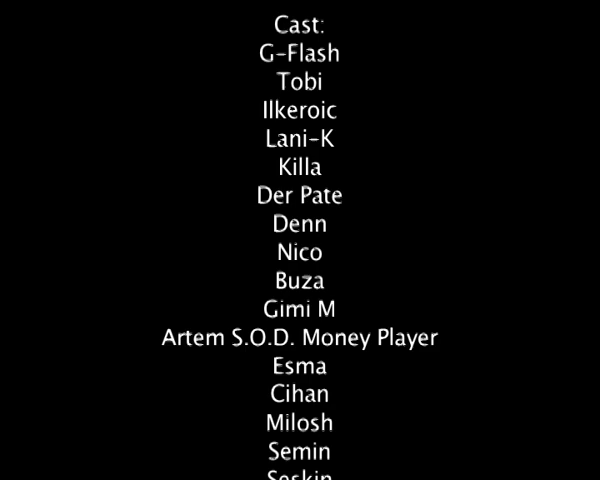 Cast:
G-Flash
Tobi
Ilkeroic
Lani-K
Killa
Der Pate
Denn
Nico
Buza
Gimi M
Artem S.O.D. Money Player
Esma
Cihan
Milosh
Semin
Seskin